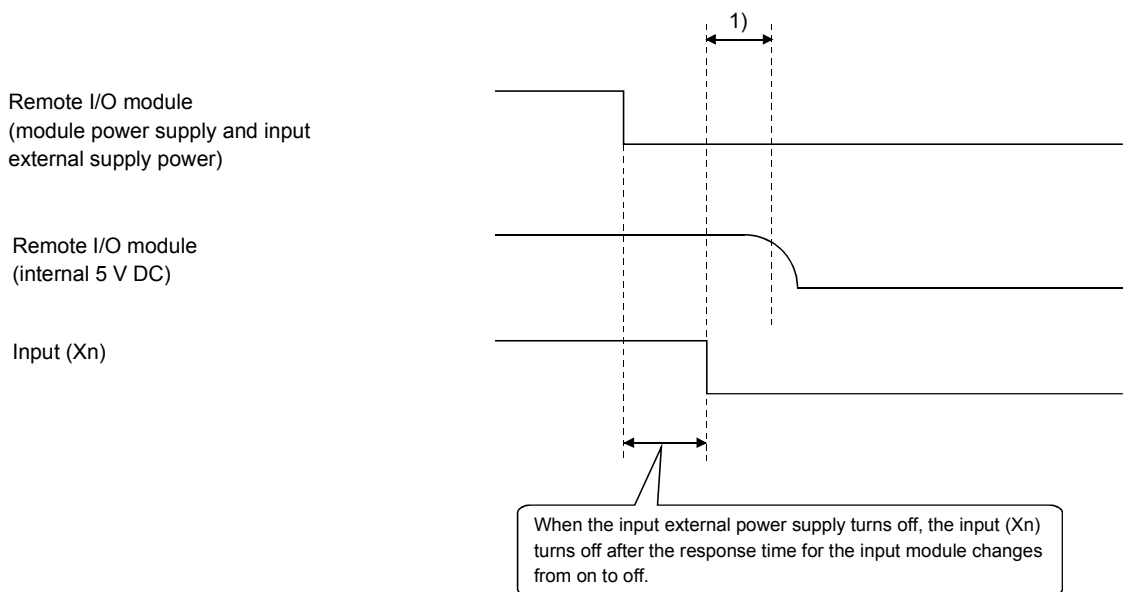 1)
Remote I/O module
(module power supply and input
external supply power)
Remote I/O module
(internal 5 V DC)
Input (Xn)
When the input external power supply turns off, the input (Xn)
turns off after the response time for the input module changes
from on to off.